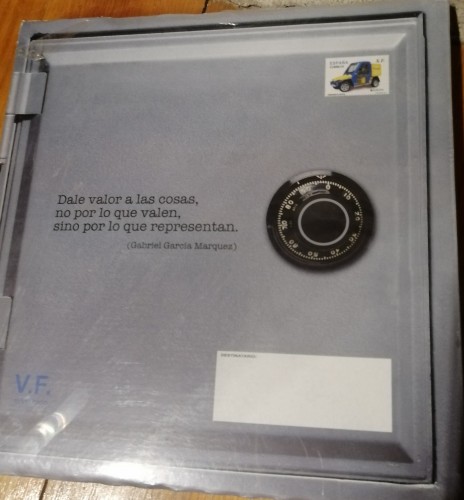 Dale valor a las cosas,
no por lo que valen,
sino por lo que representan.
(Gabriel García Marquez)
V.F.